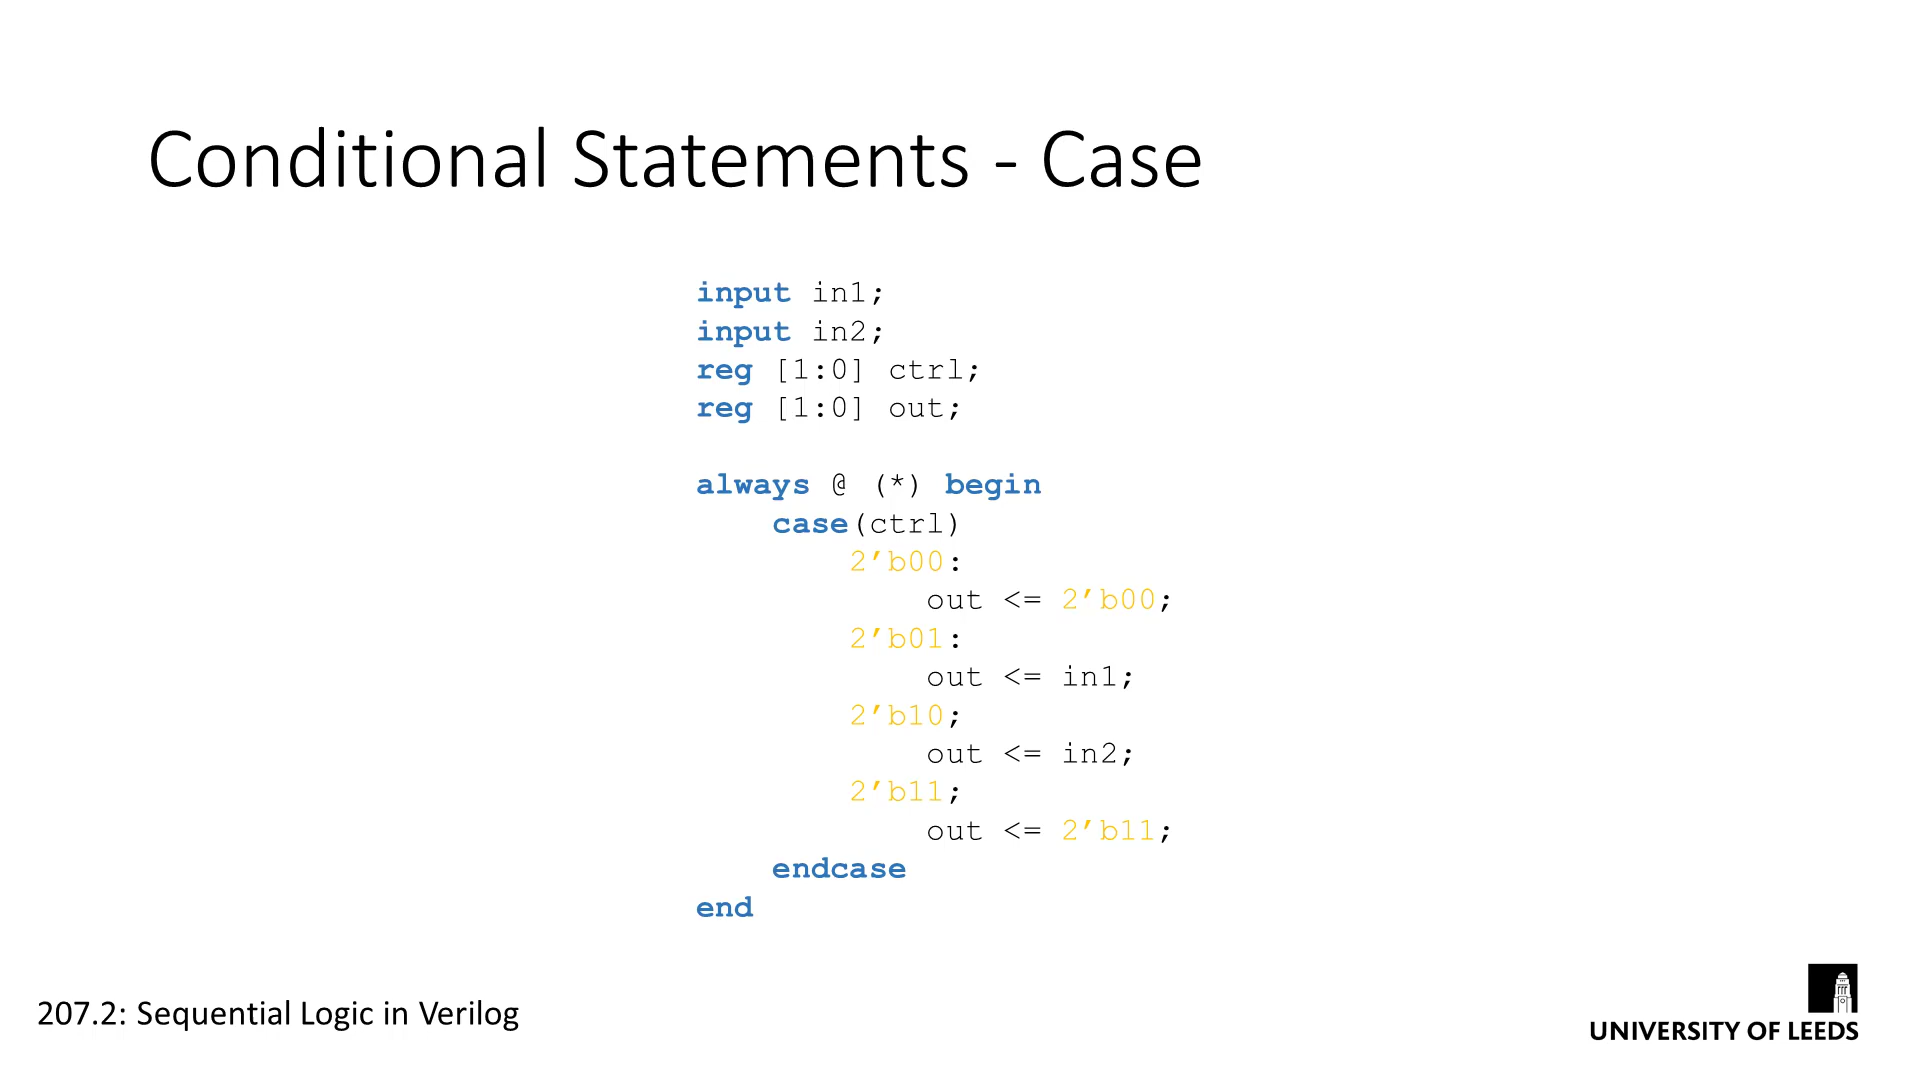 Conditional Statements - Case
input in1;
input in2;
reg [1:0] ctrl;
reg [1:0] out;
always @ (*) begin
case(ctrl)
2’b00:
out <= 2’b00;
2’b01:
out <= in1;
2’b10;
out <= in2;
2’b11;
out <= 2’b11;
endcase
end
207.2: Sequential Logic in Verilog
UNIVERSITY OF LEEDS